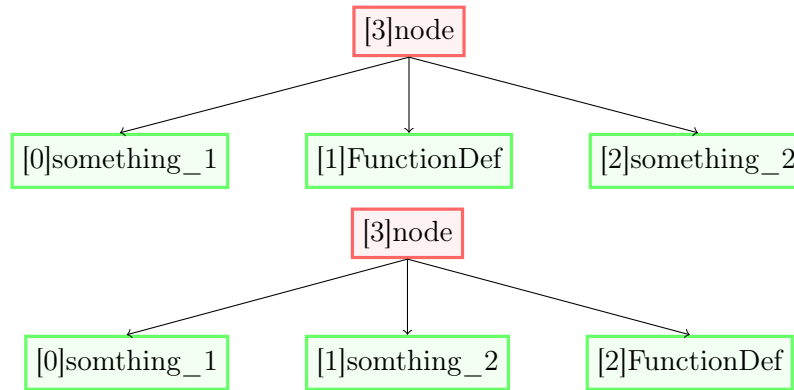 [3]node
[0]something_1 [1]FunctionDef [2]something_2
[3]node
[0]somthing_1 [1]somthing_2 [2]FunctionDef